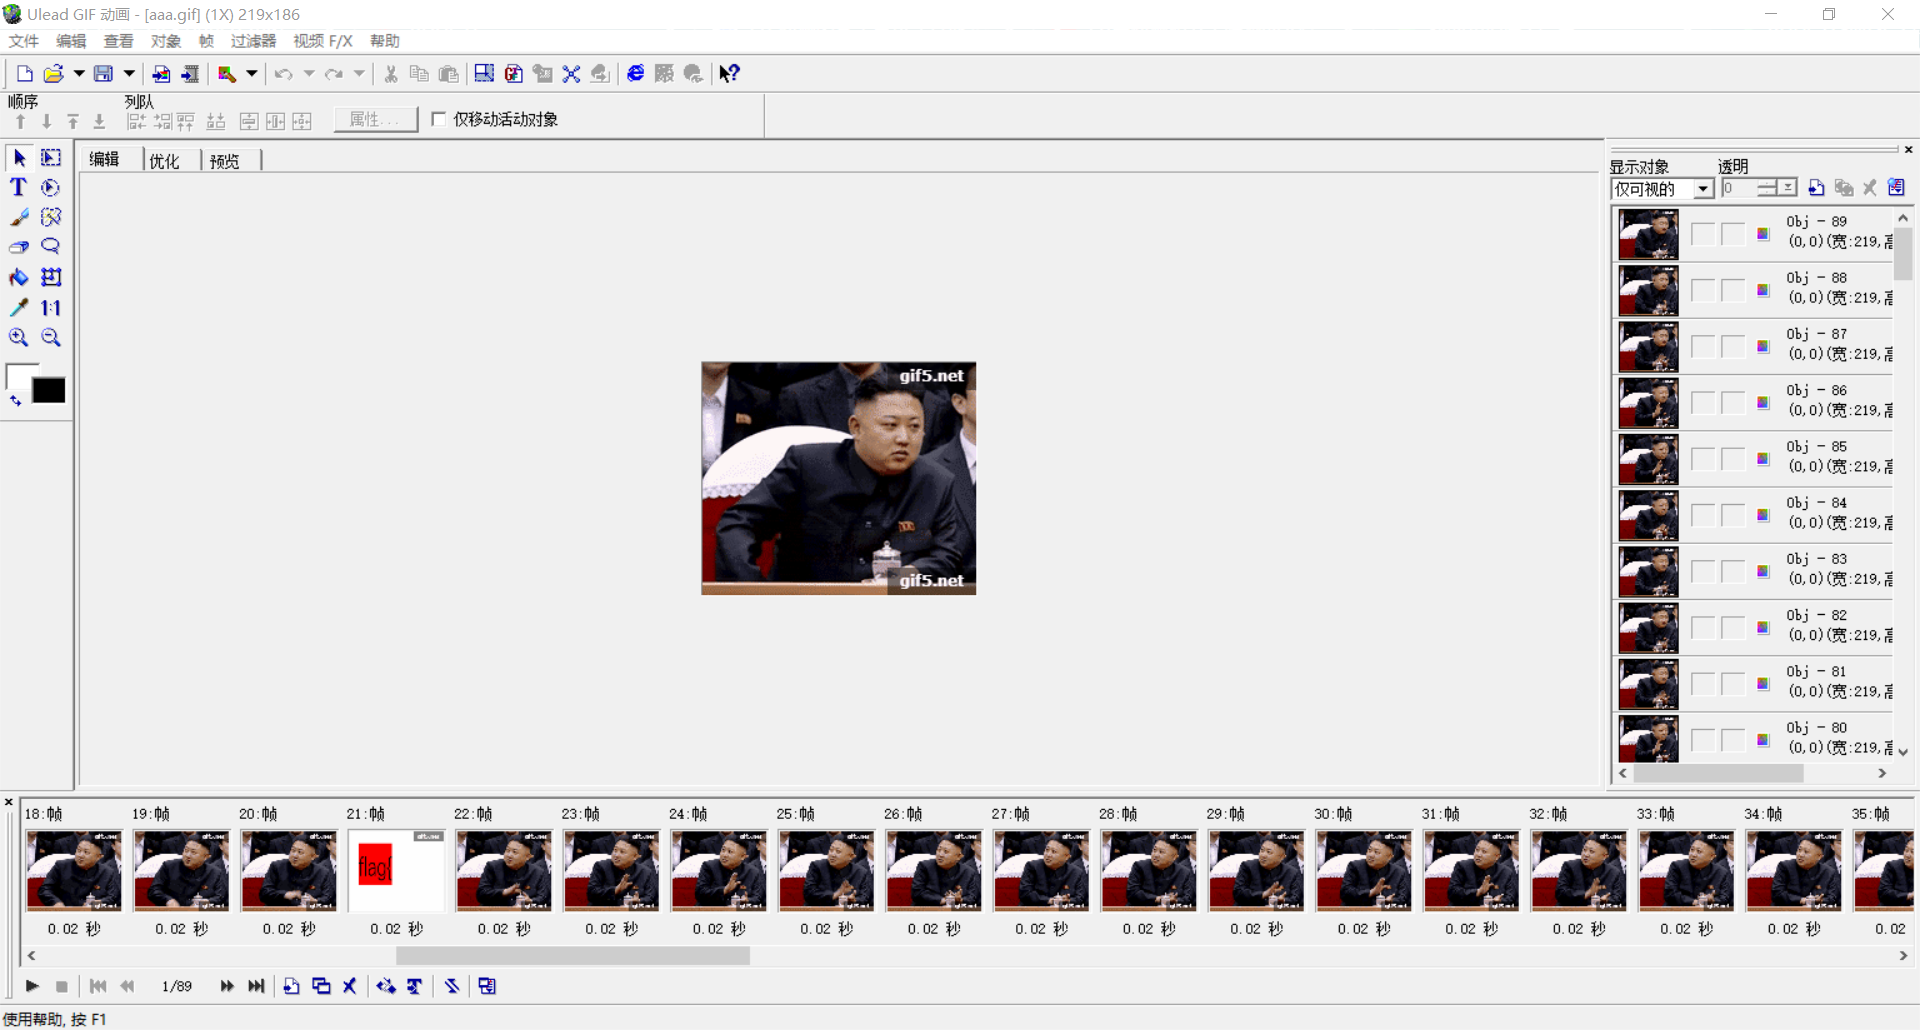 Ulead GIF 动画 - [aaa.gif] (1X) 219x186
文件 编辑 查看 对象 帧 过滤器 视频 F/X 帮助
顺序 列队
属性... 仅移动活动对象
编辑 优化 预览
显示对象 透明
仅可视的 0
T
1:1
Obj - 89
(0,0)(宽:219,高
Obj - 88
(0,0)(宽:219,高
Obj - 87
(0,0)(宽:219,高
Obj - 86
(0,0)(宽:219,高
Obj - 85
(0,0)(宽:219,高
Obj - 84
(0,0)(宽:219,高
Obj - 83
(0,0)(宽:219,高
Obj - 82
(0,0)(宽:219,高
Obj - 81
(0,0)(宽:219,高
Obj - 80
(0,0)(宽:219,高
gif5.net
gif5.net
18:帧 19:帧 20:帧 21:帧 22:帧 23:帧 24:帧 25:帧 26:帧 27:帧 28:帧 29:帧 30:帧 31:帧 32:帧 33:帧 34:帧 35:帧
flag{
0.02 秒 0.02 秒 0.02 秒 0.02 秒 0.02 秒 0.02 秒 0.02 秒 0.02 秒 0.02 秒 0.02 秒 0.02 秒 0.02 秒 0.02 秒 0.02 秒 0.02 秒 0.02 秒 0.02 秒 0.02
1/89
使用帮助, 按 F1